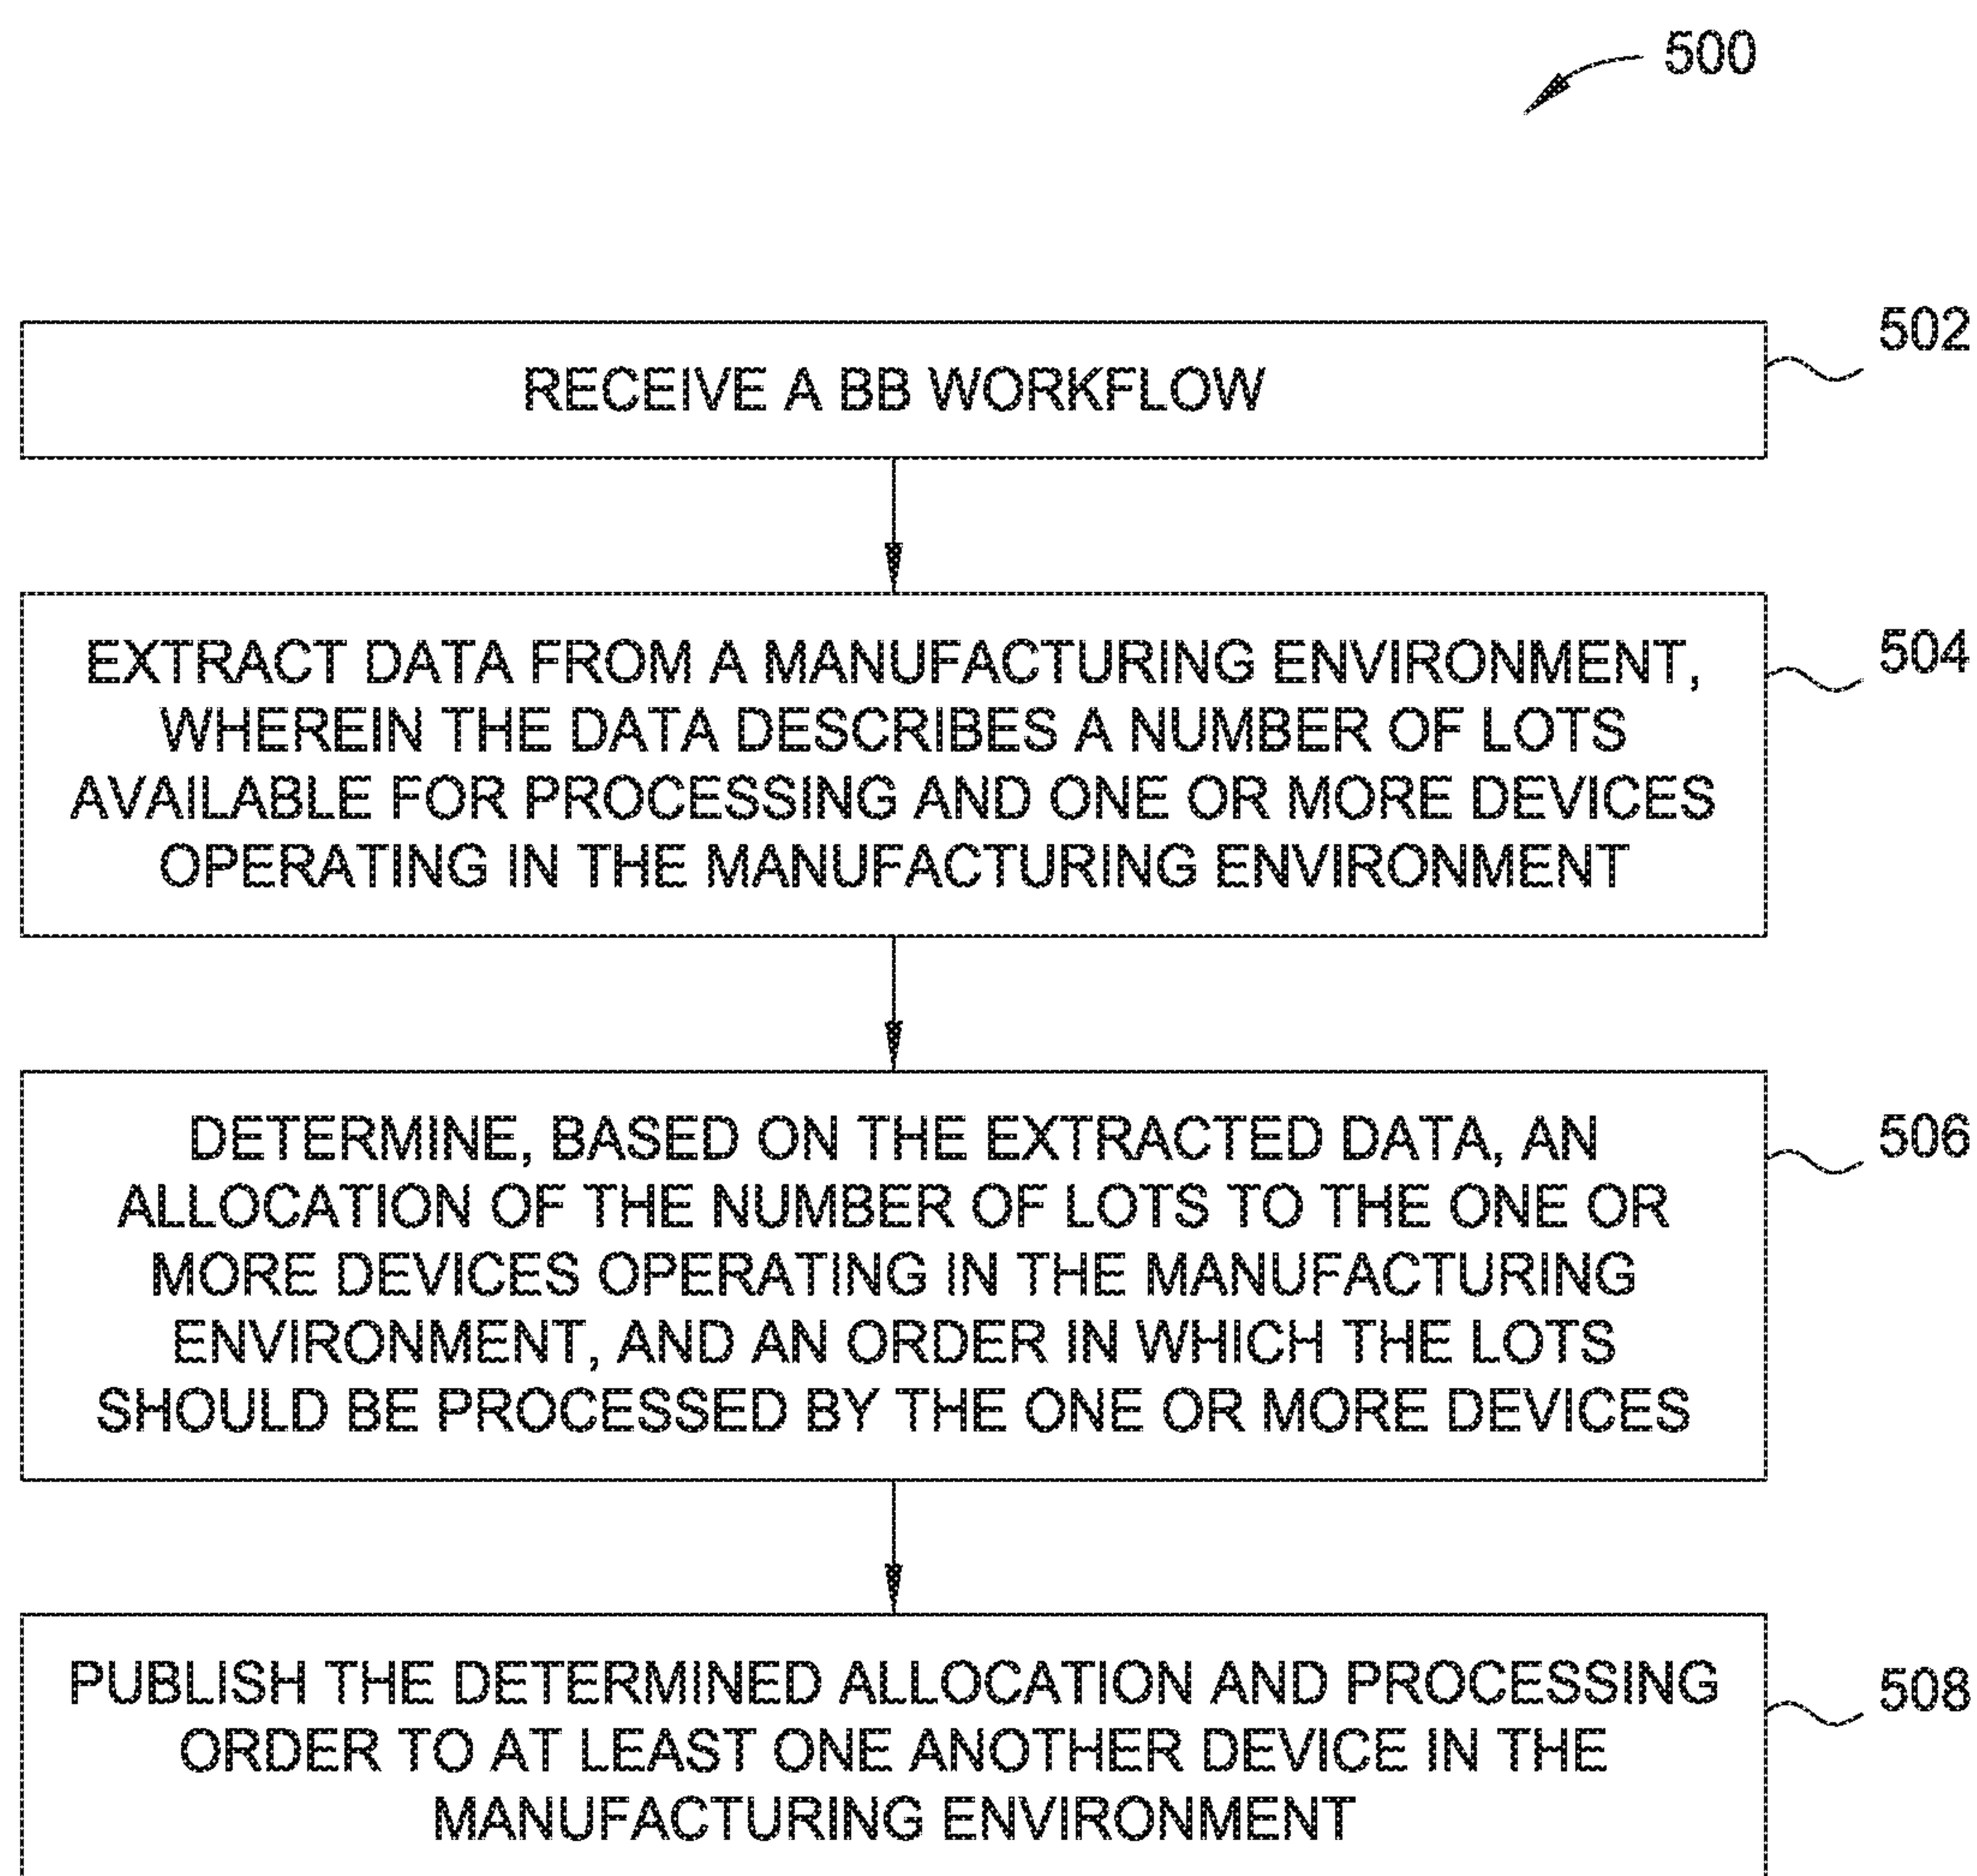 500
502
RECEIVE A BB WORKFLOW
504
EXTRACT DATA FROM A MANUFACTURING ENVIRONMENT,
WHEREIN THE DATA DESCRIBES A NUMBER OF LOTS
AVAILABLE FOR PROCESSING AND ONE OR MORE DEVICES
OPERATING IN THE MANUFACTURING ENVIRONMENT
506
DETERMINE, BASED ON THE EXTRACTED DATA, AN
ALLOCATION OF THE NUMBER OF LOTS TO THE ONE OR
MORE DEVICES OPERATING IN THE MANUFACTURING
ENVIRONMENT, AND AN ORDER IN WHICH THE LOTS
SHOULD BE PROCESSED BY THE ONE OR MORE DEVICES
508
PUBLISH THE DETERMINED ALLOCATION AND PROCESSING
ORDER TO AT LEAST ONE ANOTHER DEVICE IN THE
MANUFACTURING ENVIRONMENT